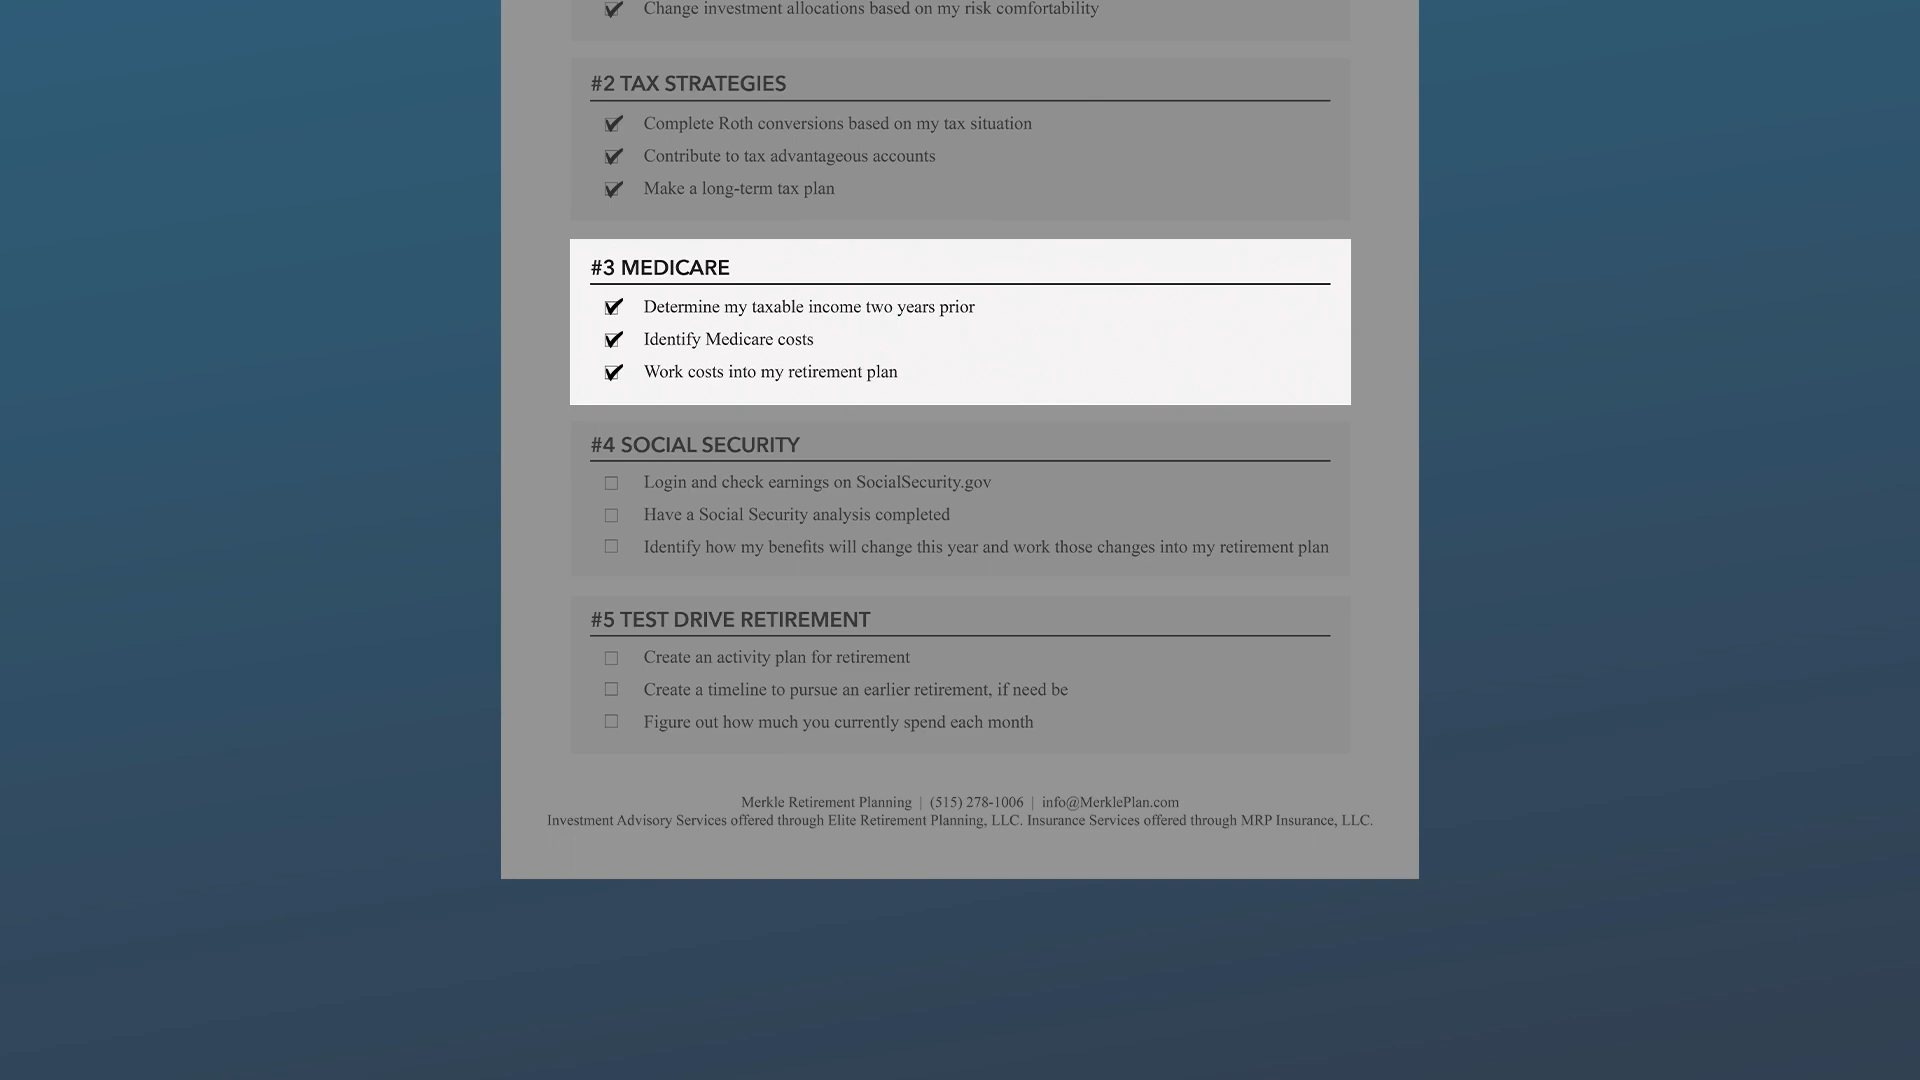 Change investment allocations based on my risk comfortability
#2 TAX STRATEGIES
Complete Roth conversions based on my tax situation
Contribute to tax advantageous accounts
Make a long-term tax plan
#3 MEDICARE
Determine my taxable income two years prior
Identify Medicare costs
Work costs into my retirement plan
#4 SOCIAL SECURITY
Login and check earnings on SocialSecurity.gov
Have a Social Security analysis completed
Identify how my benefits will change this year and work those changes into my retirement plan
#5 TEST DRIVE RETIREMENT
Create an activity plan for retirement
Create a timeline to pursue an earlier retirement, if need be
Figure out how much you currently spend each month
Merkle Retirement Planning | (515) 278-1006 | info@MerklePlan.com
Investment Advisory Services offered through Elite Retirement Planning, LLC. Insurance Services offered through MRP Insurance, LLC.